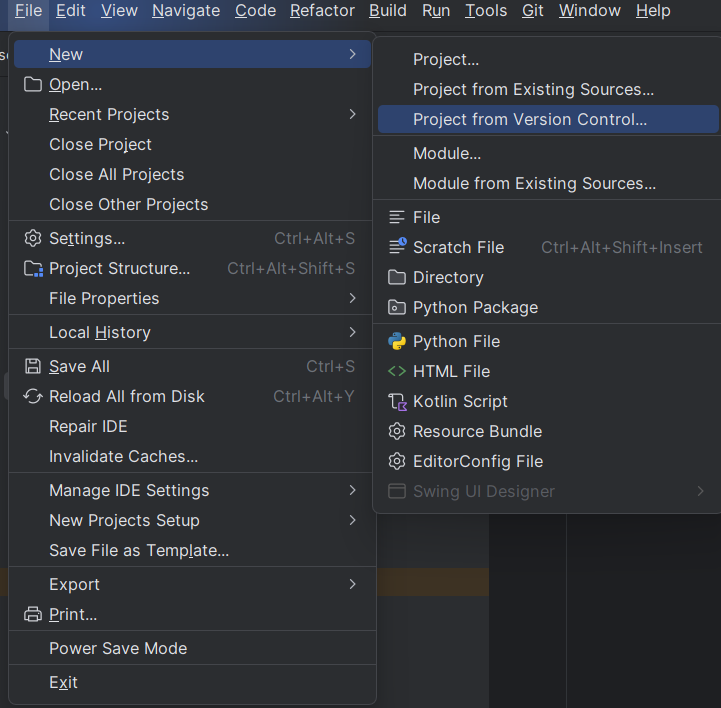 File Edit View Navigate Code Refactor Build Run Tools Git Window Help
New
Open...
Recent Projects
Close Project
Close All Projects
Close Other Projects
Settings... Ctrl+Alt+S
Project Structure... Ctrl+Alt+Shift+S
File Properties
Local History
Save All Ctrl+S
Reload All from Disk Ctrl+Alt+Y
Repair IDE
Invalidate Caches...
Manage IDE Settings
New Projects Setup
Save File as Template...
Export
Print...
Power Save Mode
Exit
Project...
Project from Existing Sources...
Project from Version Control...
Module...
Module from Existing Sources...
File
Scratch File Ctrl+Alt+Shift+Insert
Directory
Python Package
Python File
HTML File
Kotlin Script
Resource Bundle
EditorConfig File
Swing UI Designer